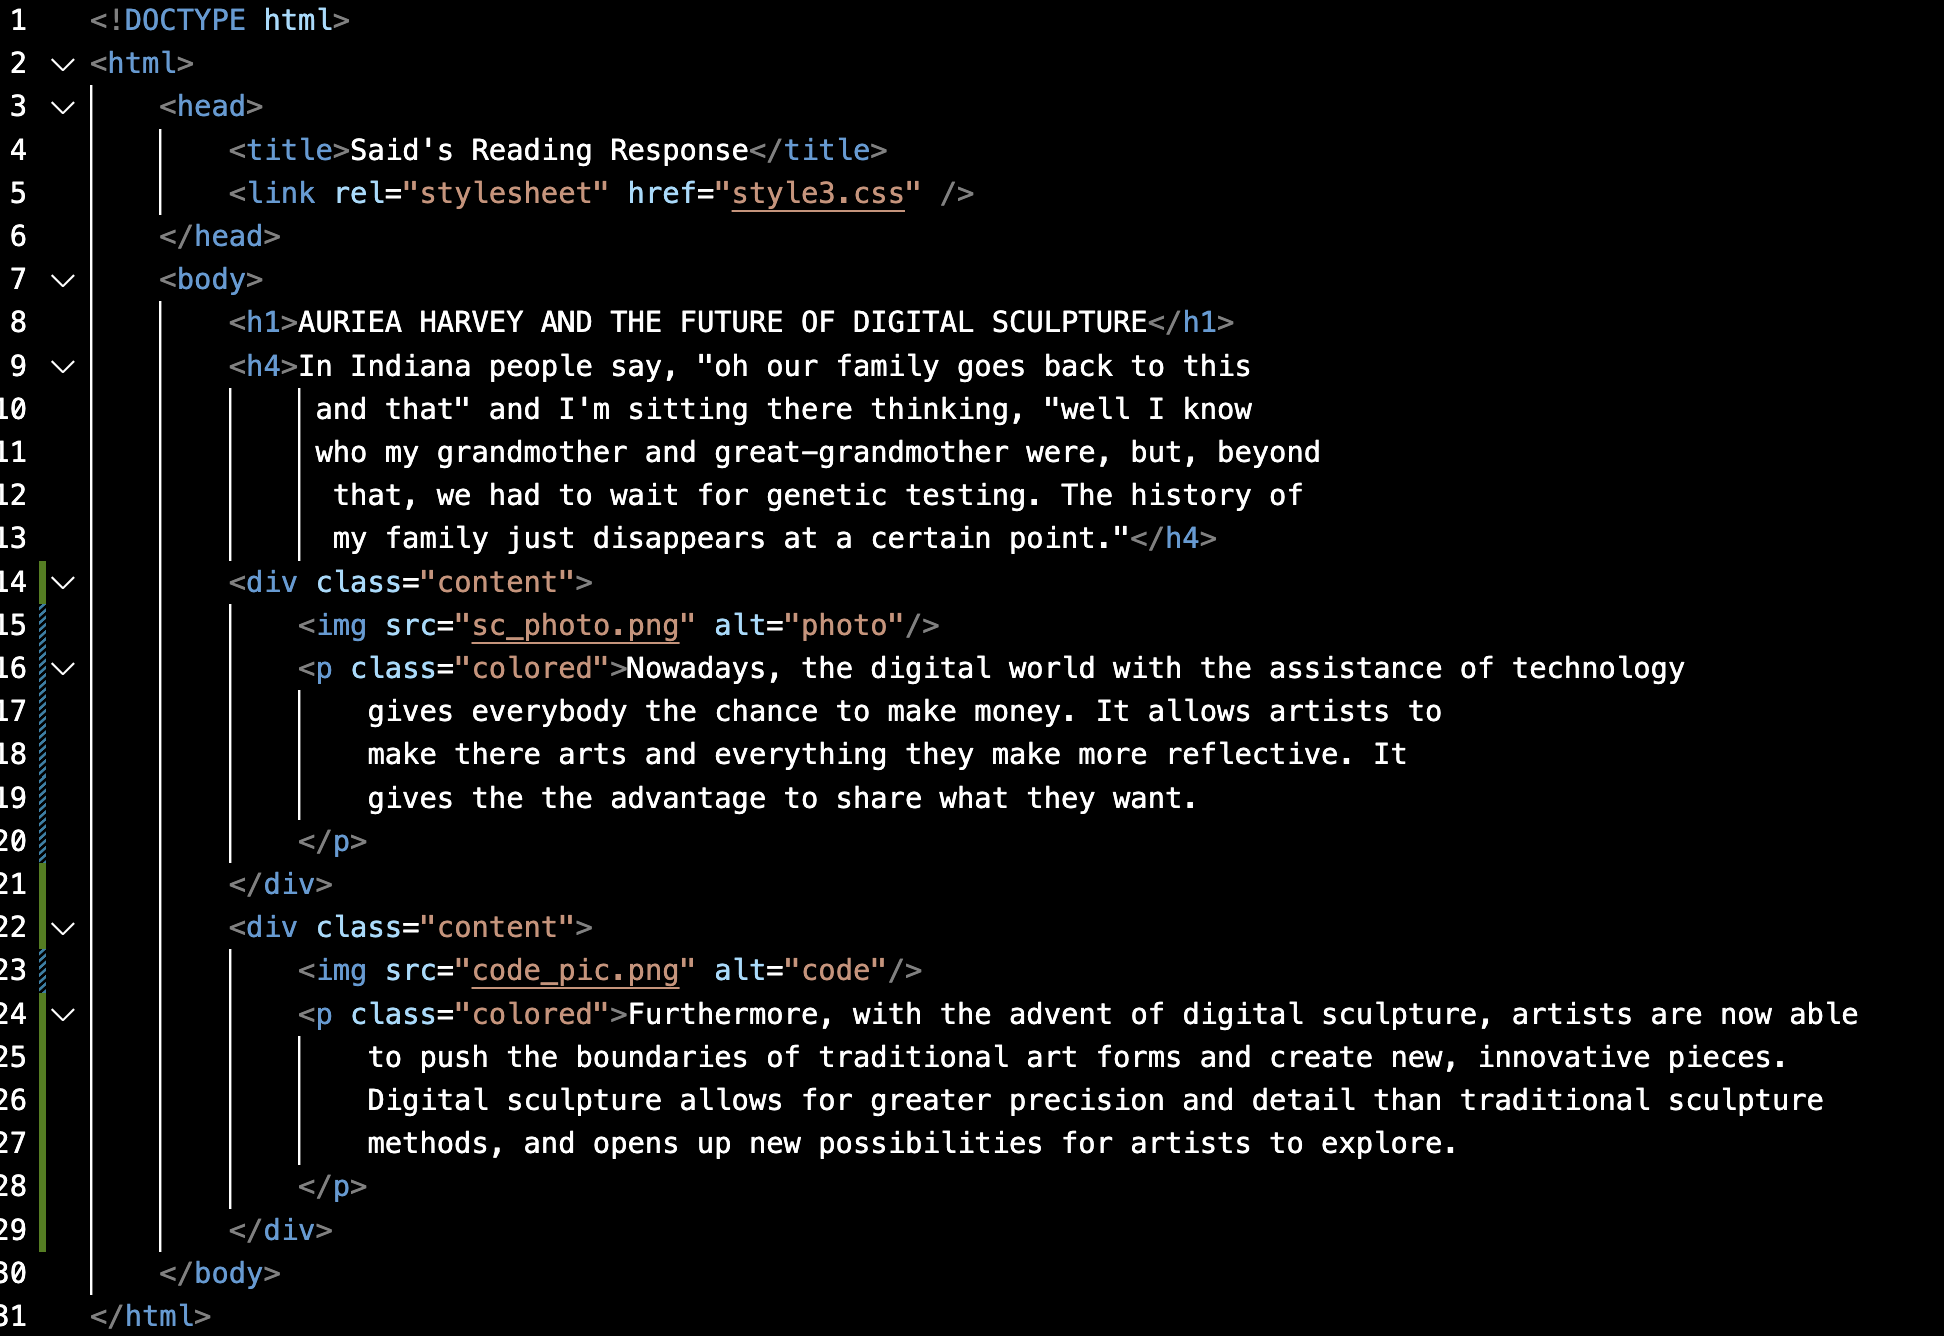 1 <!DOCTYPE html>
2 <html>
3 <head>
4 <title>Said's Reading Response</title>
5 <link rel="stylesheet" href="style3.css" />
6 </head>
7 <body>
8 <h1>AURIEA HARVEY AND THE FUTURE OF DIGITAL SCULPTURE</h1>
9 <h4>In Indiana people say, "oh our family goes back to this
10 and that" and I'm sitting there thinking, "well I know
11 who my grandmother and great-grandmother were, but, beyond
12 that, we had to wait for genetic testing. The history of
13 my family just disappears at a certain point."</h4>
14 <div class="content">
15 <img src="sc_photo.png" alt="photo"/>
16 <p class="colored">Nowadays, the digital world with the assistance of technology
17 gives everybody the chance to make money. It allows artists to
18 make there arts and everything they make more reflective. It
19 gives the the advantage to share what they want.
20 </p>
21 </div>
22 <div class="content">
23 <img src="code_pic.png" alt="code"/>
24 <p class="colored">Furthermore, with the advent of digital sculpture, artists are now able
25 to push the boundaries of traditional art forms and create new, innovative pieces.
26 Digital sculpture allows for greater precision and detail than traditional sculpture
27 methods, and opens up new possibilities for artists to explore.
28 </p>
29 </div>
30 </body>
31 </html>